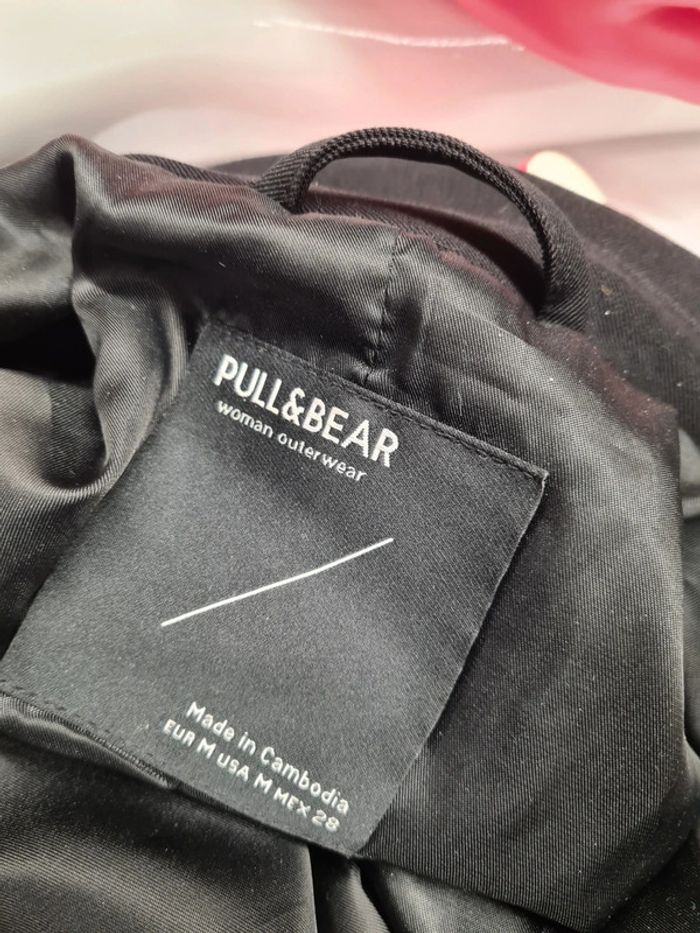 PULL&BEAR
woman outerwear
Made in Cambodia
EUR M USA M MEX 28